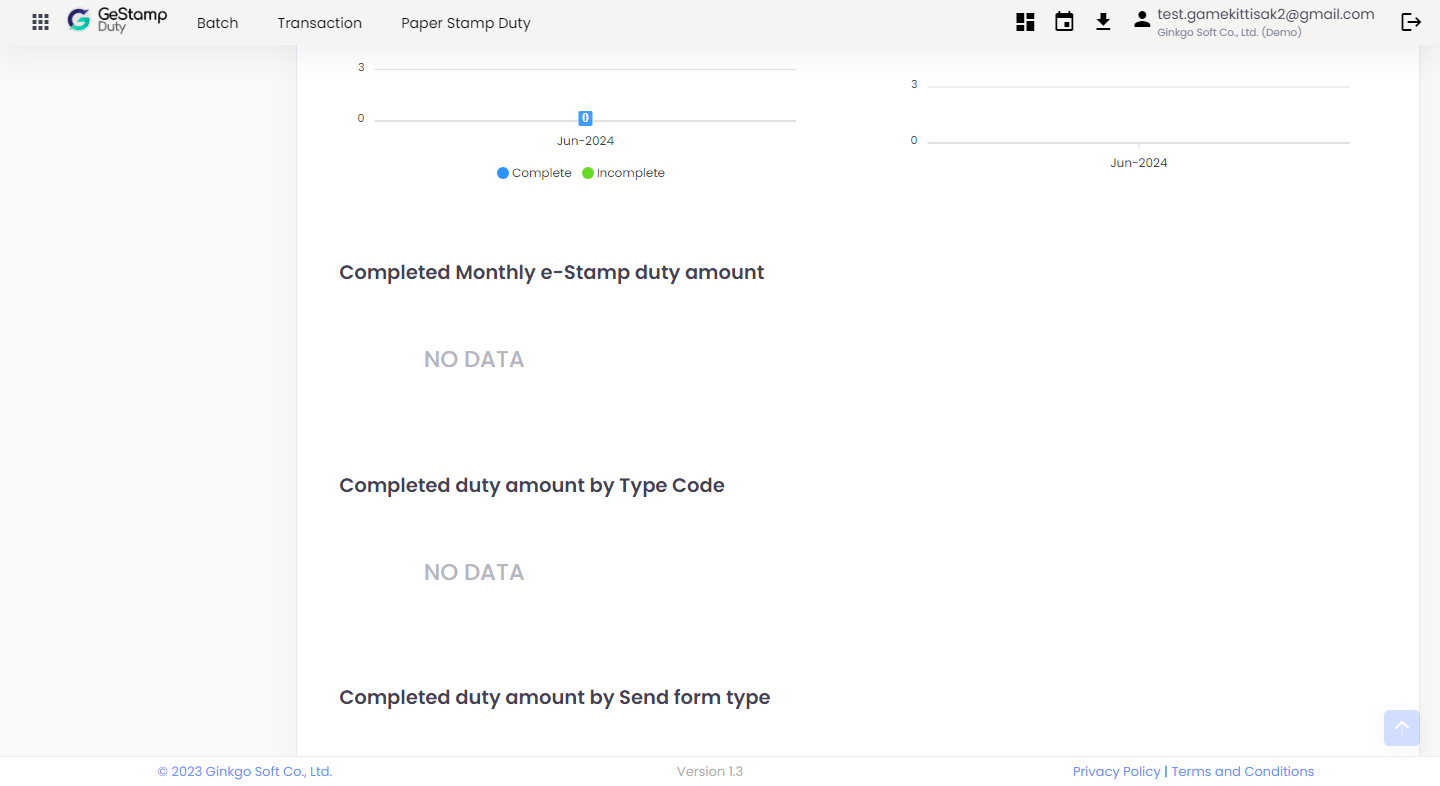 GeStamp
Duty
Batch
Transaction
Paper Stamp Duty
test.gamekittisak2@gmail.com
Ginkgo Soft Co., Ltd. (Demo)
3
0
0
Jun-2024
Complete
Incomplete
3
0
Jun-2024
Completed Monthly e-Stamp duty amount
NO DATA
Completed duty amount by Type Code
NO DATA
Completed duty amount by Send form type
© 2023 Ginkgo Soft Co., Ltd.
Version 1.3
Privacy Policy | Terms and Conditions